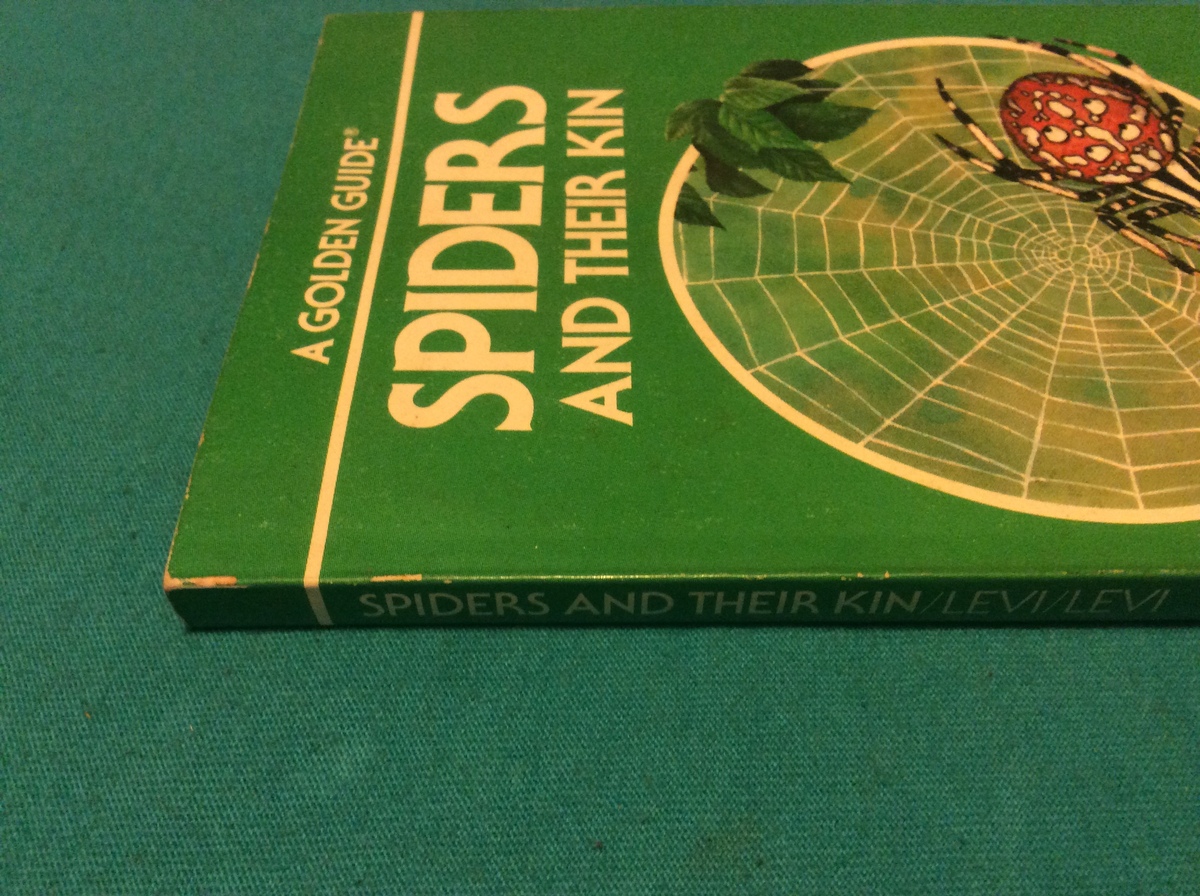 A GOLDEN GUIDE®
SPIDERS
AND THEIR KIN
SPIDERS AND THEIR KIN/LEVI/LEVI